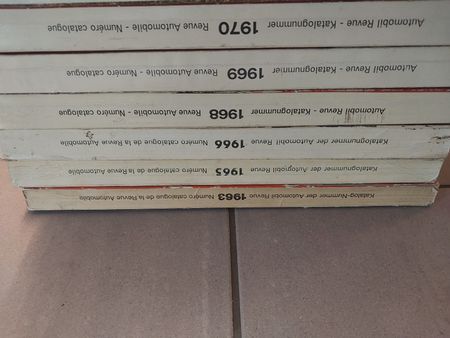 Katalog-Nummer der Automobil Revue 1963 Numéro catalogue de la Revue Automobile
Katalognummer der Automobil Revue 1965 Numéro catalogue de la Revue Automobile
Katalognummer der Automobil Revue 1966 Numéro catalogue de la Revue Automobile
Automobil Revue - Katalognummer 1968 Revue Automobile - Numéro catalogue
Automobil Revue - Katalognummer 1969 Revue Automobile - Numéro catalogue
Automobil Revue - Katalognummer 1970 Revue Automobile - Numéro catalogue